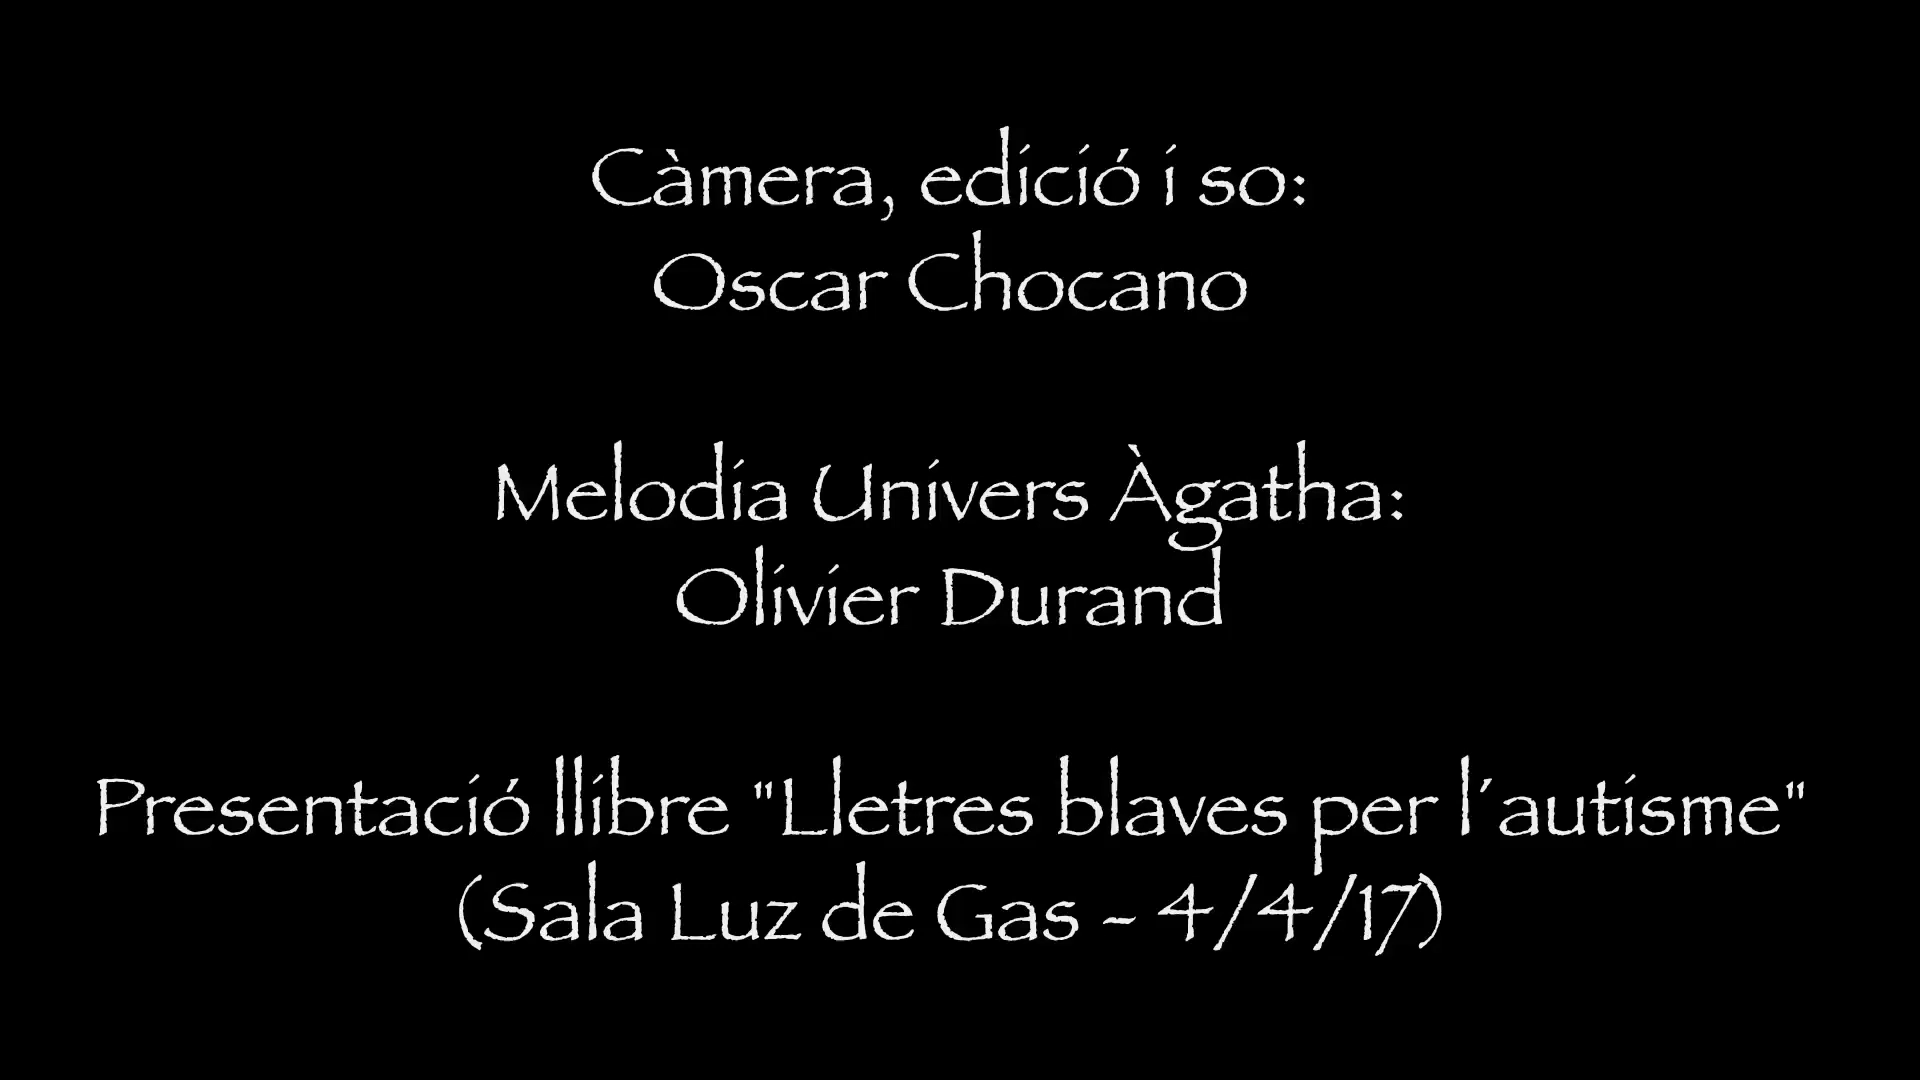 Càmera, edició i so:
Oscar Chocano
Melodia Univers Àgatha:
Olivier Durand
Presentació llibre "Lletres blaves per l´autisme"
(Sala Luz de Gas - 4/4/17)